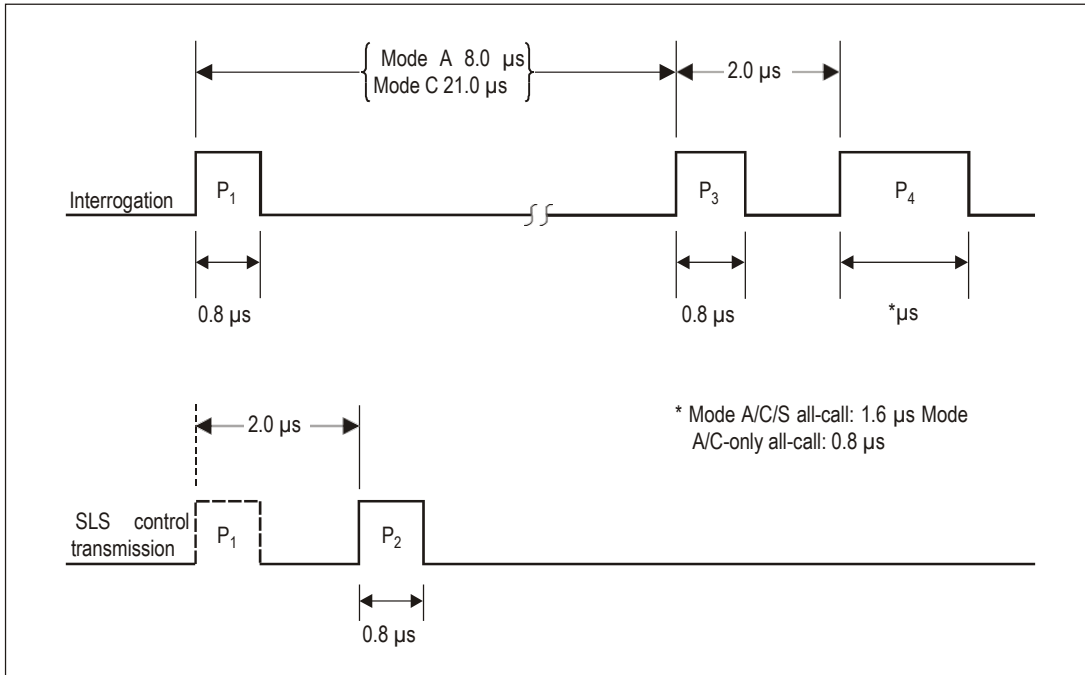 Mode A 8.0 µs
Mode C 21.0 µs
2.0 µs
Interrogation
P1
P3
P4
0.8 µs
0.8 µs
*µs
* Mode A/C/S all-call: 1.6 µs Mode
A/C-only all-call: 0.8 µs
2.0 µs
SLS control
transmission
P1
P2
0.8 µs